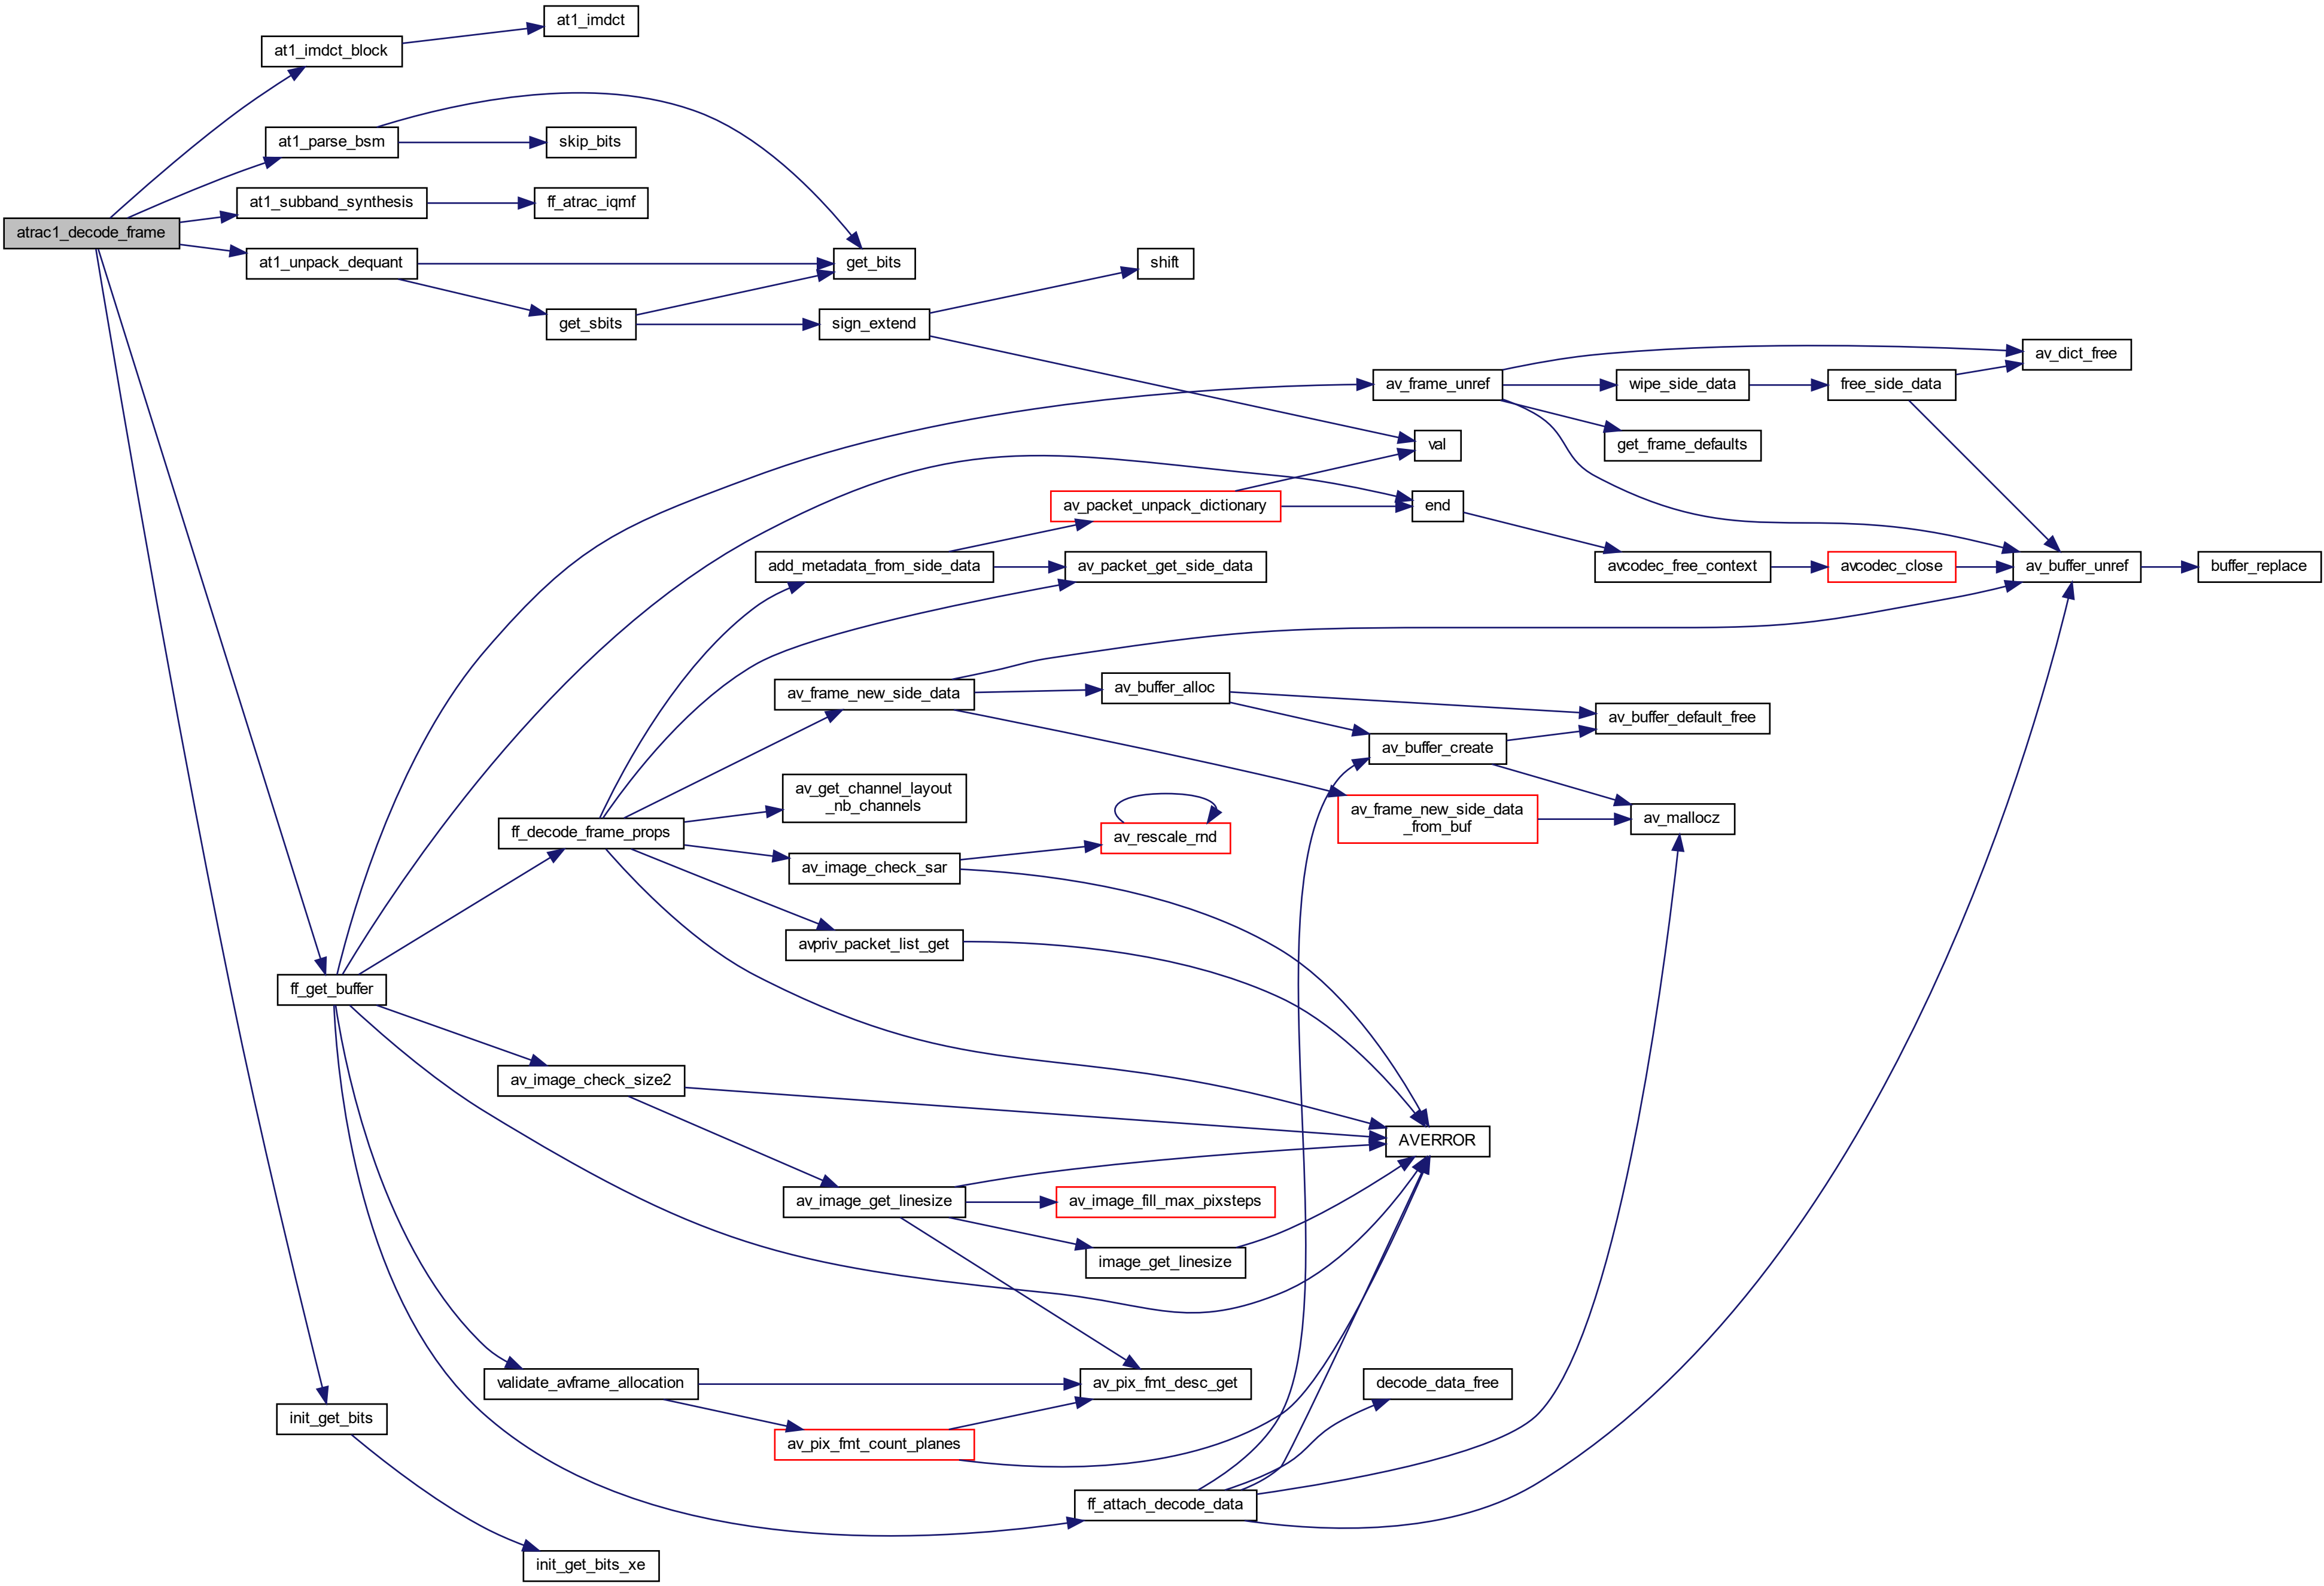 at1_imdct
at1_imdct_block
at1_parse_bsm
skip_bits
at1_subband_synthesis
ff_atrac_iqmf
atrac1_decode_frame
at1_unpack_dequant
get_bits
shift
get_sbits
sign_extend
av_dict_free
av_frame_unref
wipe_side_data
free_side_data
val
get_frame_defaults
av_packet_unpack_dictionary
end
add_metadata_from_side_data
av_packet_get_side_data
avcodec_free_context
avcodec_close
av_buffer_unref
buffer_replace
av_frame_new_side_data
av_buffer_alloc
av_buffer_default_free
av_buffer_create
av_get_channel_layout
_nb_channels
av_frame_new_side_data
_from_buf
av_mallocz
ff_decode_frame_props
av_rescale_rnd
av_image_check_sar
avpriv_packet_list_get
ff_get_buffer
av_image_check_size2
AVERROR
av_image_get_linesize
av_image_fill_max_pixsteps
image_get_linesize
validate_avframe_allocation
av_pix_fmt_desc_get
decode_data_free
init_get_bits
av_pix_fmt_count_planes
ff_attach_decode_data
init_get_bits_xe